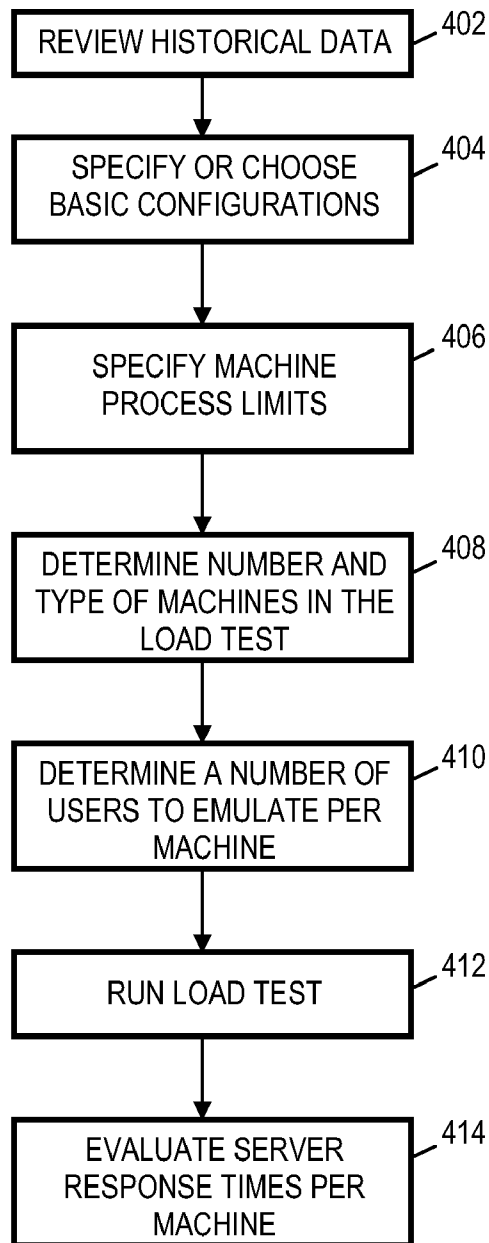 REVIEW HISTORICAL DATA
402
SPECIFY OR CHOOSE
BASIC CONFIGURATIONS
404
SPECIFY MACHINE
PROCESS LIMITS
406
DETERMINE NUMBER AND
TYPE OF MACHINES IN THE
LOAD TEST
408
DETERMINE A NUMBER OF
USERS TO EMULATE PER
MACHINE
410
RUN LOAD TEST
412
EVALUATE SERVER
RESPONSE TIMES PER
MACHINE
414